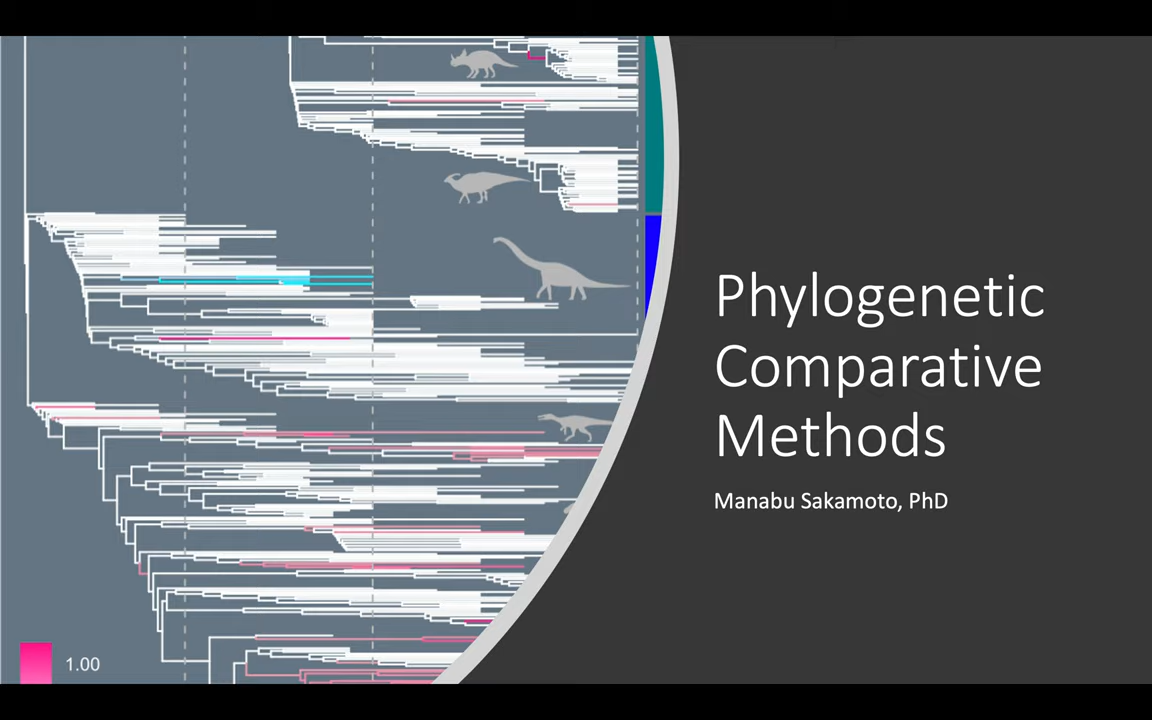 Phylogenetic
Comparative
Methods
Manabu Sakamoto, PhD
1.00